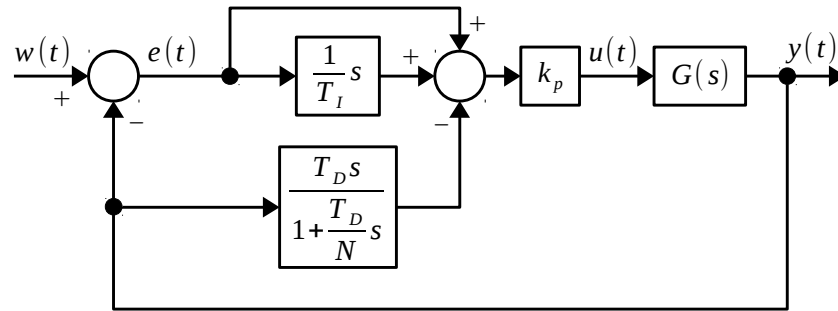 w(t) e(t) + + u(t) y(t)
+ − 1/T_I s + − k_p G(s)
T_D s / (1 + T_D/N s)